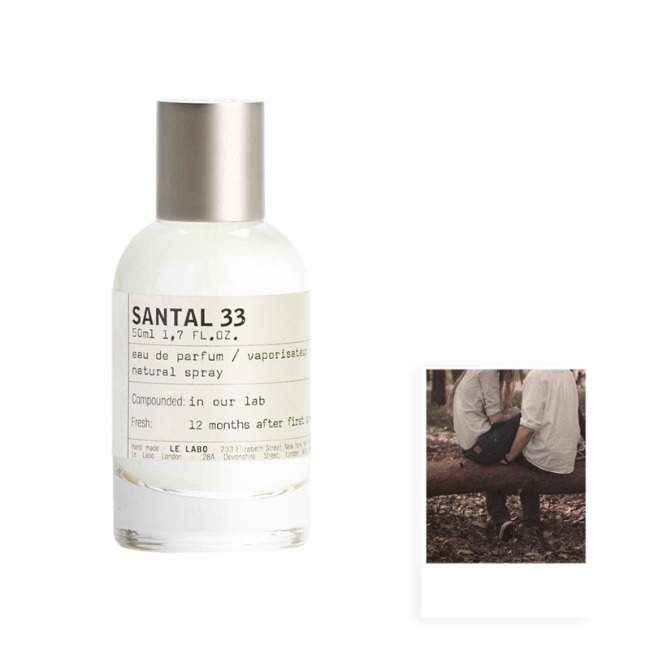 SANTAL 33
50ml 1,7 FL.OZ.
eau de parfum / vaporisateur
natural spray
Compounded: in our lab
Fresh: 12 months after first
Hand made - LE LABO - 233 Elizabeth Street, New York,
Le Labo London - 28A Devonshire Street, London